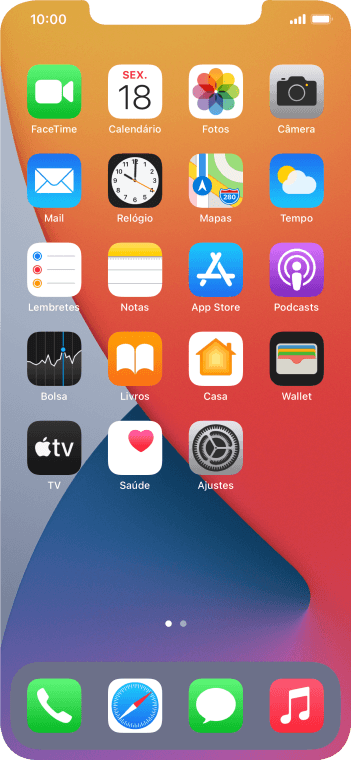 10:00
SEX.
18
FaceTime
Calendário
Fotos
Câmera
280
Mail
Relógio
Mapas
Tempo
Lembretes
Notas
App Store
Podcasts
Bolsa
Livros
Casa
Wallet
tv
TV
Saúde
Ajustes